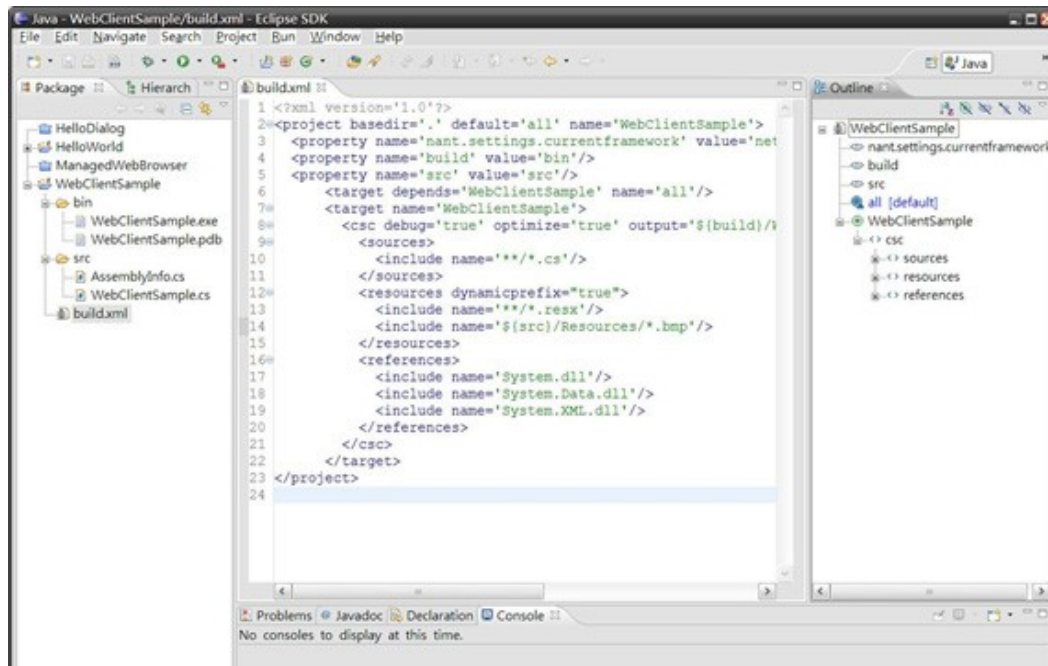 Java - WebClientSample/build.xml - Eclipse SDK
File Edit Navigate Search Project Run Window Help
Java
Package Hierarch
HelloDialog
HelloWorld
ManagedWebBrowser
WebClientSample
bin
WebClientSample.exe
WebClientSample.pdb
src
AssemblyInfo.cs
WebClientSample.cs
build.xml
build.xml
1 <?xml version='1.0'?>
2 <project basedir='.' default='all' name='WebClientSample'>
3 <property name='nant.settings.currentframework' value='net
4 <property name='build' value='bin'/>
5 <property name='src' value='src'/>
6 <target depends='WebClientSample' name='all'/>
7 <target name='WebClientSample'>
8 <csc debug='true' optimize='true' output='${build}/W
9 <sources>
10 <include name='**/*.cs'/>
11 </sources>
12 <resources dynamicprefix="true">
13 <include name='**/*.resx'/>
14 <include name='${src}/Resources/*.bmp'/>
15 </resources>
16 <references>
17 <include name='System.dll'/>
18 <include name='System.Data.dll'/>
19 <include name='System.XML.dll'/>
20 </references>
21 </csc>
22 </target>
23 </project>
24
Outline
WebClientSample
nant.settings.currentframework
build
src
all [default]
WebClientSample
csc
sources
resources
references
Problems Javadoc Declaration Console
No consoles to display at this time.